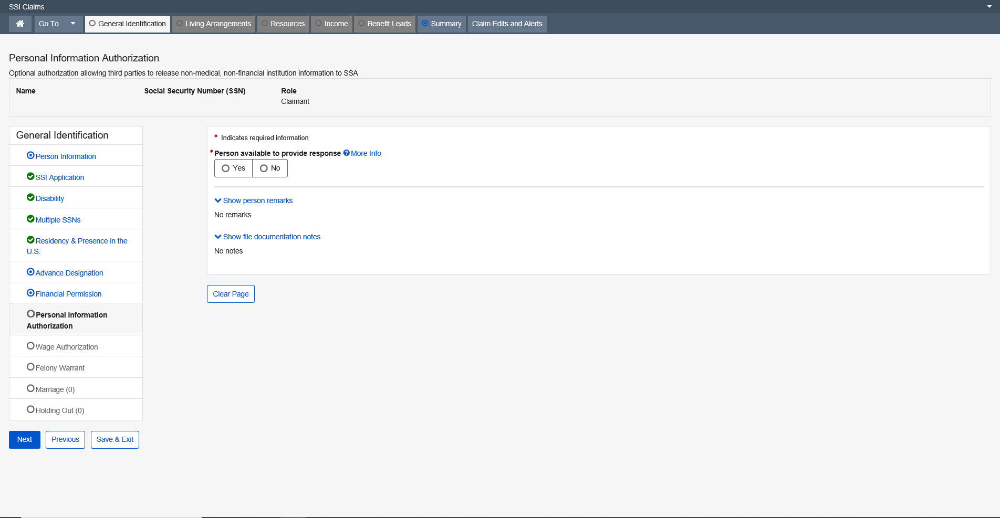 SSI Claims
Go To
General Identification
Living Arrangements
Resources
Income
Benefit Leads
Summary
Claim Edits and Alerts
Personal Information Authorization
Optional authorization allowing third parties to release non-medical, non-financial institution information to SSA
Name
Social Security Number (SSN)
Role
Claimant
General Identification
Person Information
SSI Application
Disability
Multiple SSNs
Residency & Presence in the
U.S.
Advance Designation
Financial Permission
Personal Information
Authorization
Wage Authorization
Felony Warrant
Marriage (0)
Holding Out (0)
* Indicates required information
*Person available to provide response ? More Info
Yes
No
Show person remarks
No remarks
Show file documentation notes
No notes
Clear Page
Next
Previous
Save & Exit